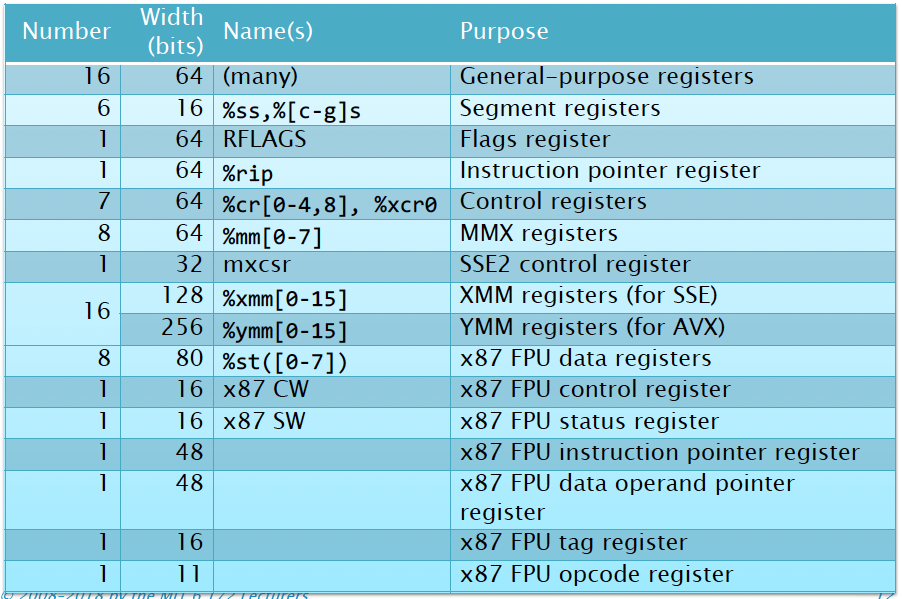 Number Width (bits) Name(s) Purpose
16 64 (many) General-purpose registers
6 16 %ss,%[c-g]s Segment registers
1 64 RFLAGS Flags register
1 64 %rip Instruction pointer register
7 64 %cr[0-4,8], %xcr0 Control registers
8 64 %mm[0-7] MMX registers
1 32 mxcsr SSE2 control register
16 128 %xmm[0-15] XMM registers (for SSE)
256 %ymm[0-15] YMM registers (for AVX)
8 80 %st([0-7]) x87 FPU data registers
1 16 x87 CW x87 FPU control register
1 16 x87 SW x87 FPU status register
1 48 x87 FPU instruction pointer register
1 48 x87 FPU data operand pointer
register
1 16 x87 FPU tag register
1 11 x87 FPU opcode register
© 2008–2018 by the MIT 6.172 Lecturers 12